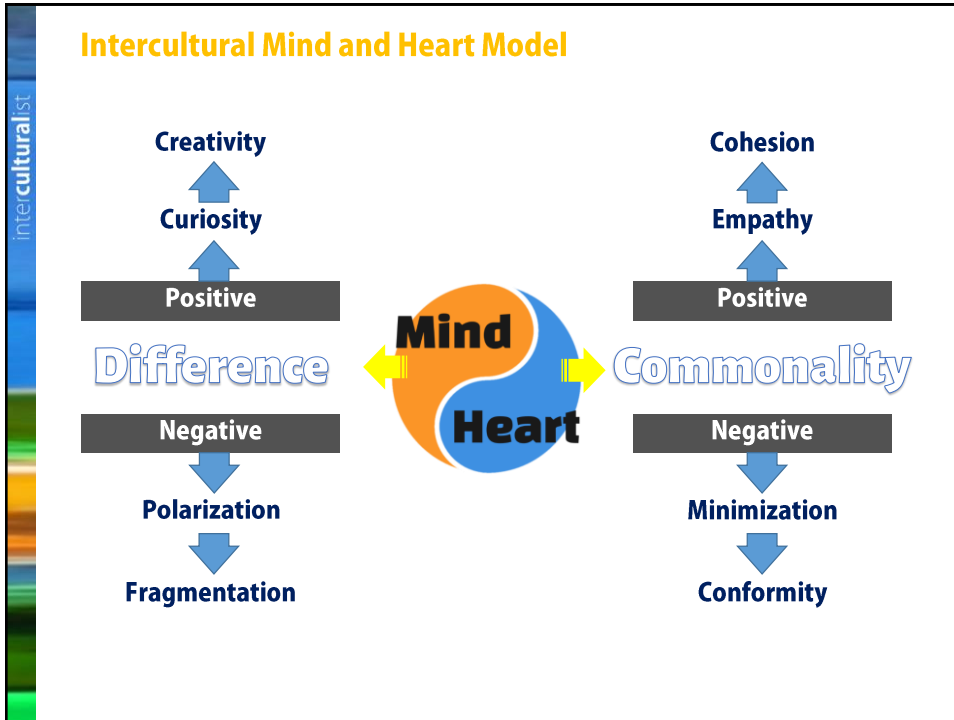 Intercultural Mind and Heart Model
interculturalist
Creativity
Curiosity
Positive
Difference
Negative
Polarization
Fragmentation
Mind
Heart
Cohesion
Empathy
Positive
Commonality
Negative
Minimization
Conformity